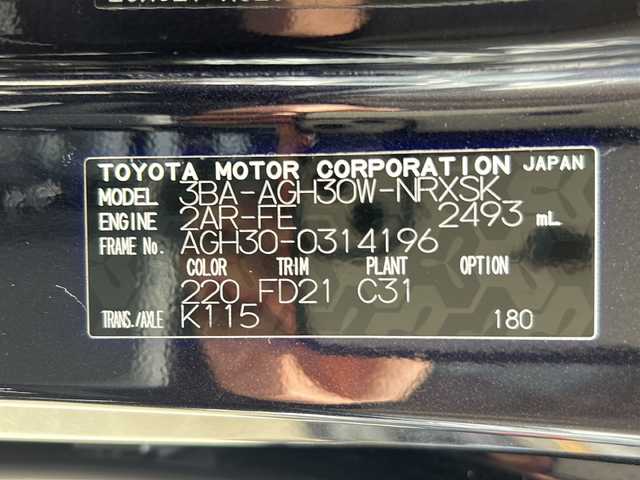 TOYOTA MOTOR CORPORATION JAPAN
MODEL 3BA-AGH30W-NRXSK
ENGINE 2AR-FE 2493 mL
FRAME No. AGH30-0314196
COLOR TRIM PLANT OPTION
220 FD21 C31
TRANS./AXLE K115 180